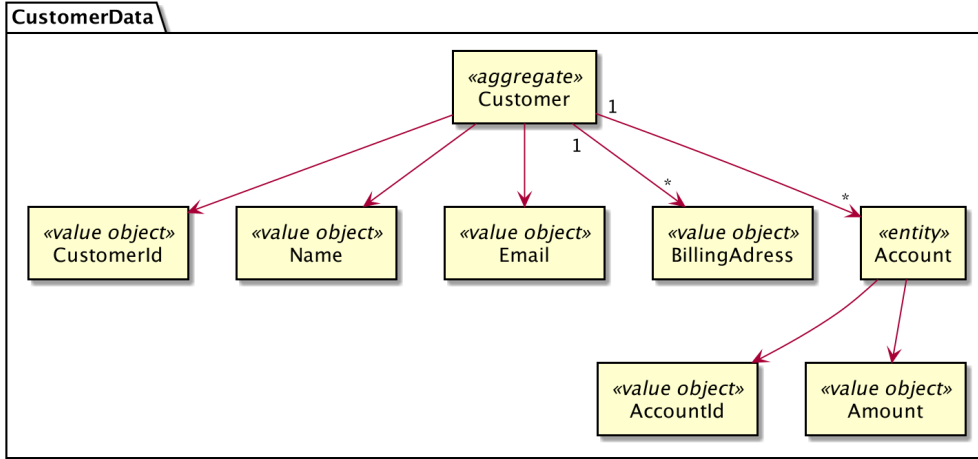 CustomerData
«aggregate»
Customer
1
1
*
*
«value object»
CustomerId
«value object»
Name
«value object»
Email
«value object»
BillingAdress
«entity»
Account
«value object»
AccountId
«value object»
Amount